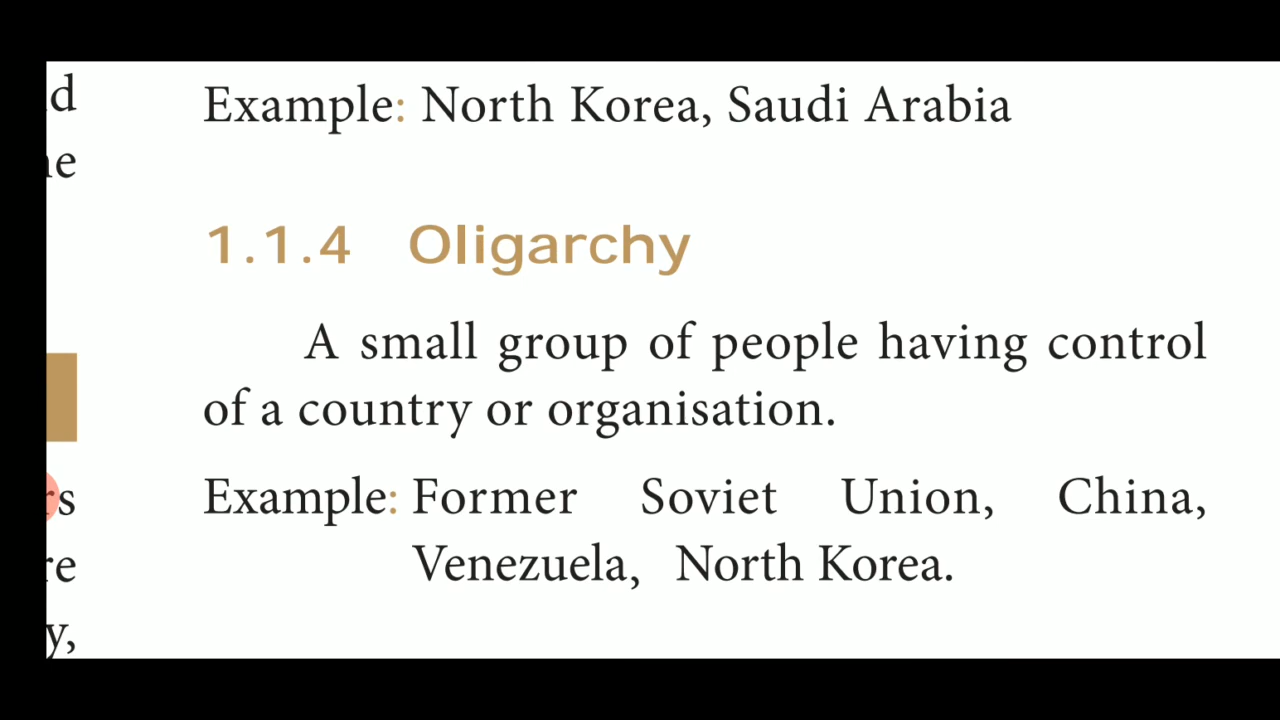 Example: North Korea, Saudi Arabia
1.1.4 Oligarchy
A small group of people having control
of a country or organisation.
Example: Former Soviet Union, China,
Venezuela, North Korea.